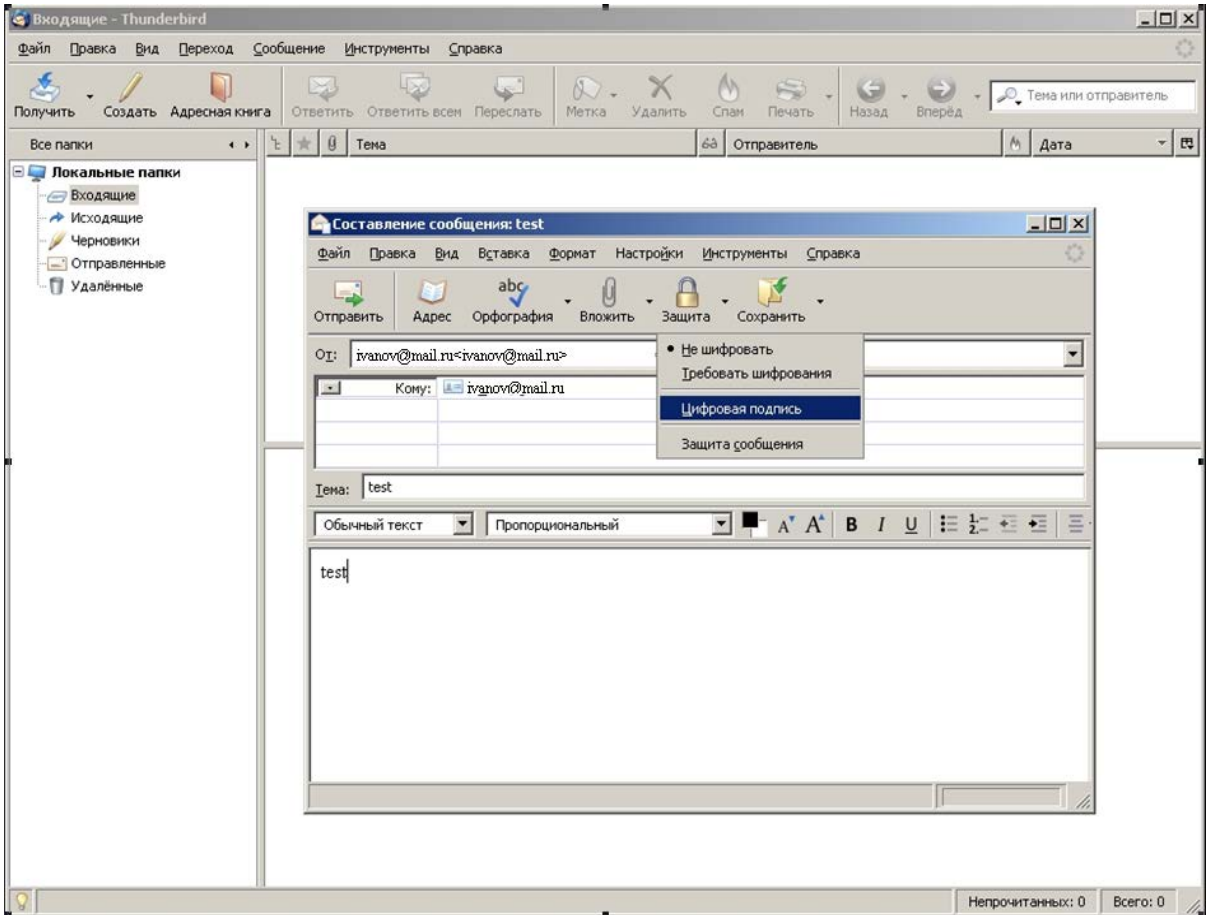 Входящие - Thunderbird
Файл Правка Вид Переход Сообщение Инструменты Справка
Получить Создать Адресная книга Ответить Ответить всем Переслать Метка Удалить Спам Печать Назад Вперёд Тема или отправитель
Все папки Тема Отправитель Дата
Локальные папки
Входящие
Исходящие
Черновики
Отправленные
Удалённые
Составление сообщения: test
Файл Правка Вид Вставка Формат Настройки Инструменты Справка
abc
Отправить Адрес Орфография Вложить Защита Сохранить
От: ivanov@mail.ru<ivanov@mail.ru>
Кому: ivanov@mail.ru
Не шифровать
Требовать шифрования
Цифровая подпись
Защита сообщения
Тема: test
Обычный текст Пропорциональный A A B I U
test
Непрочитанных: 0 Всего: 0